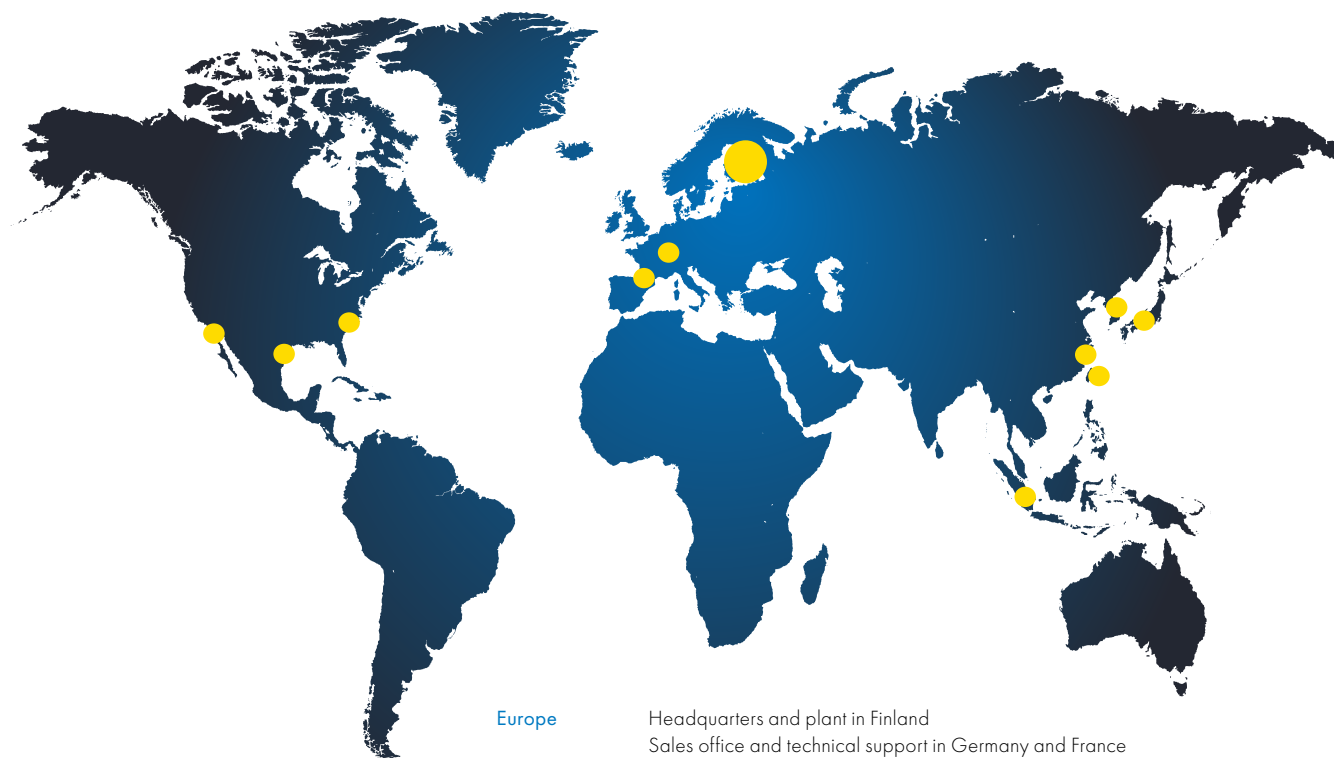 Europe Headquarters and plant in Finland
Sales office and technical support in Germany and France